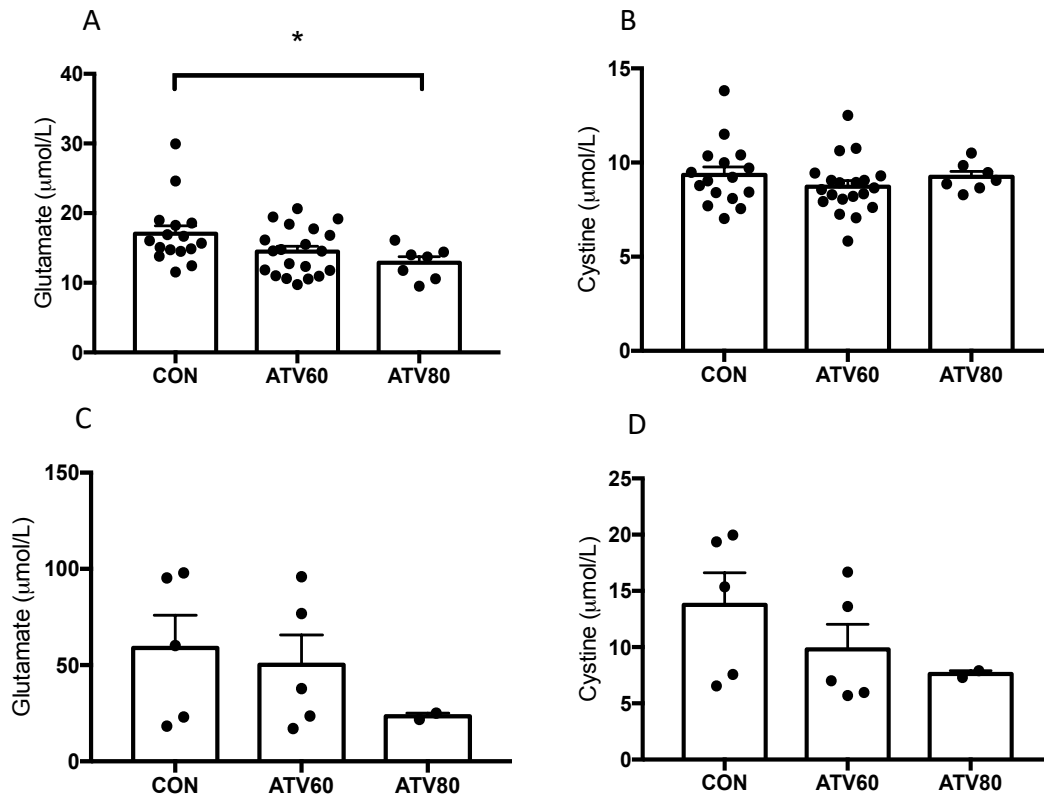 A
*
Glutamate (μmol/L)
40
30
20
10
0
CON ATV60 ATV80
B
Cystine (μmol/L)
15
10
5
0
CON ATV60 ATV80
C
Glutamate (μmol/L)
150
100
50
0
CON ATV60 ATV80
D
Cystine (μmol/L)
25
20
15
10
5
0
CON ATV60 ATV80